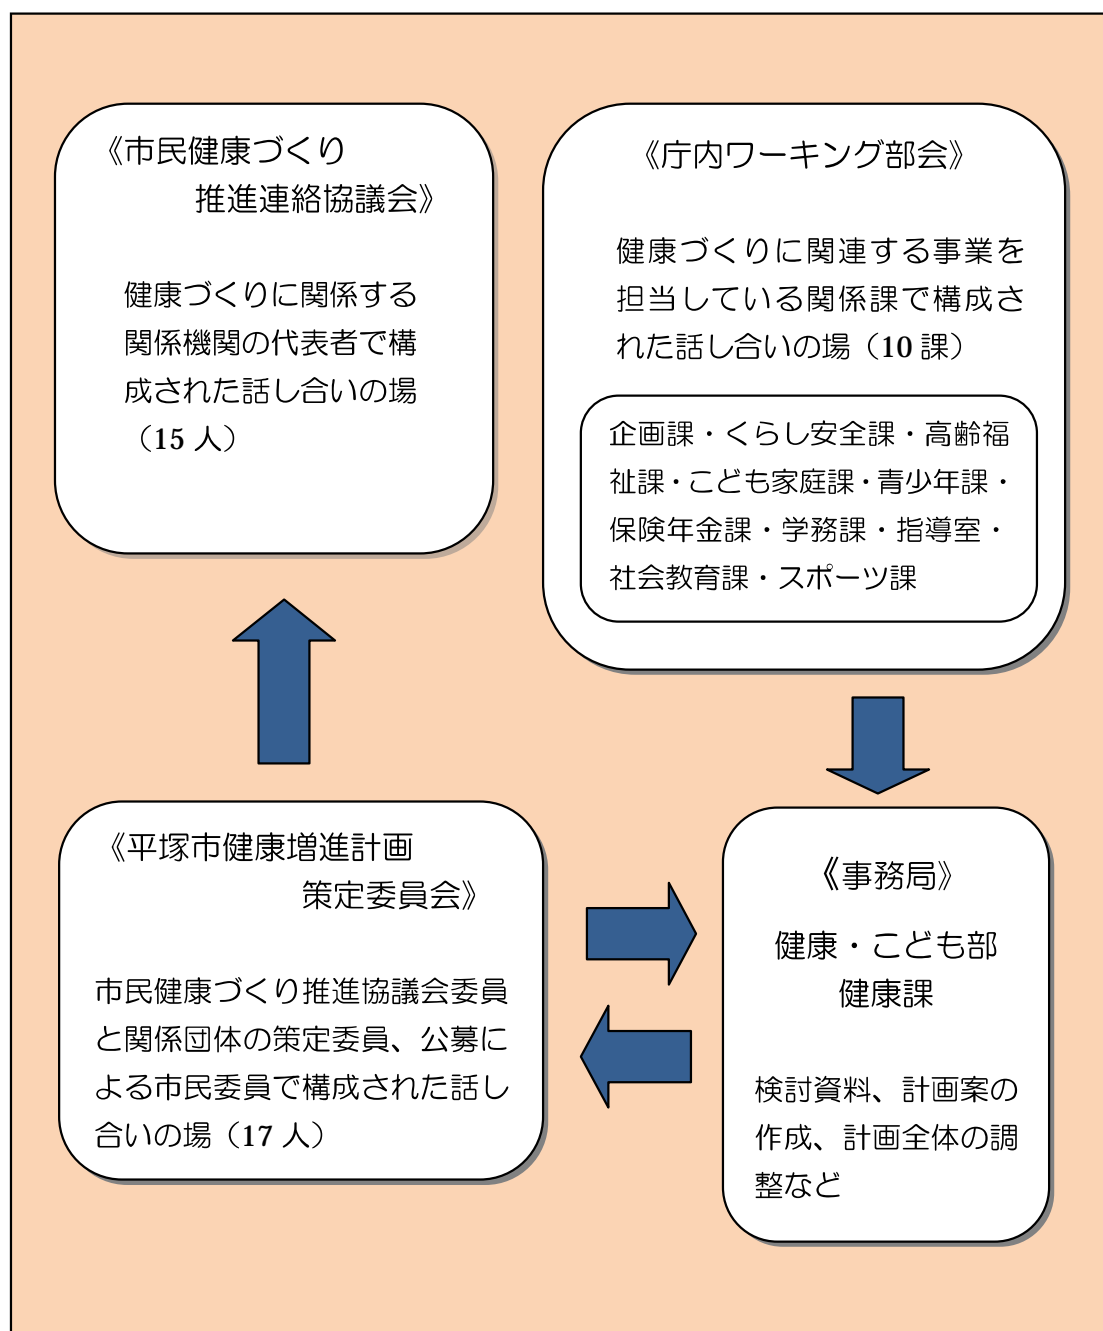 《市民健康づくり
推進連絡協議会》
健康づくりに関係する
関係機関の代表者で構
成された話し合いの場
（15 人）
《庁内ワーキング部会》
健康づくりに関連する事業を
担当している関係課で構成さ
れた話し合いの場（10 課）
企画課・くらし安全課・高齢福
祉課・こども家庭課・青少年課・
保険年金課・学務課・指導室・
社会教育課・スポーツ課
《平塚市健康増進計画
策定委員会》
市民健康づくり推進協議会委員
と関係団体の策定委員、公募に
よる市民委員で構成された話し
合いの場（17 人）
《事務局》
健康・こども部
健康課
検討資料、計画案の
作成、計画全体の調
整など